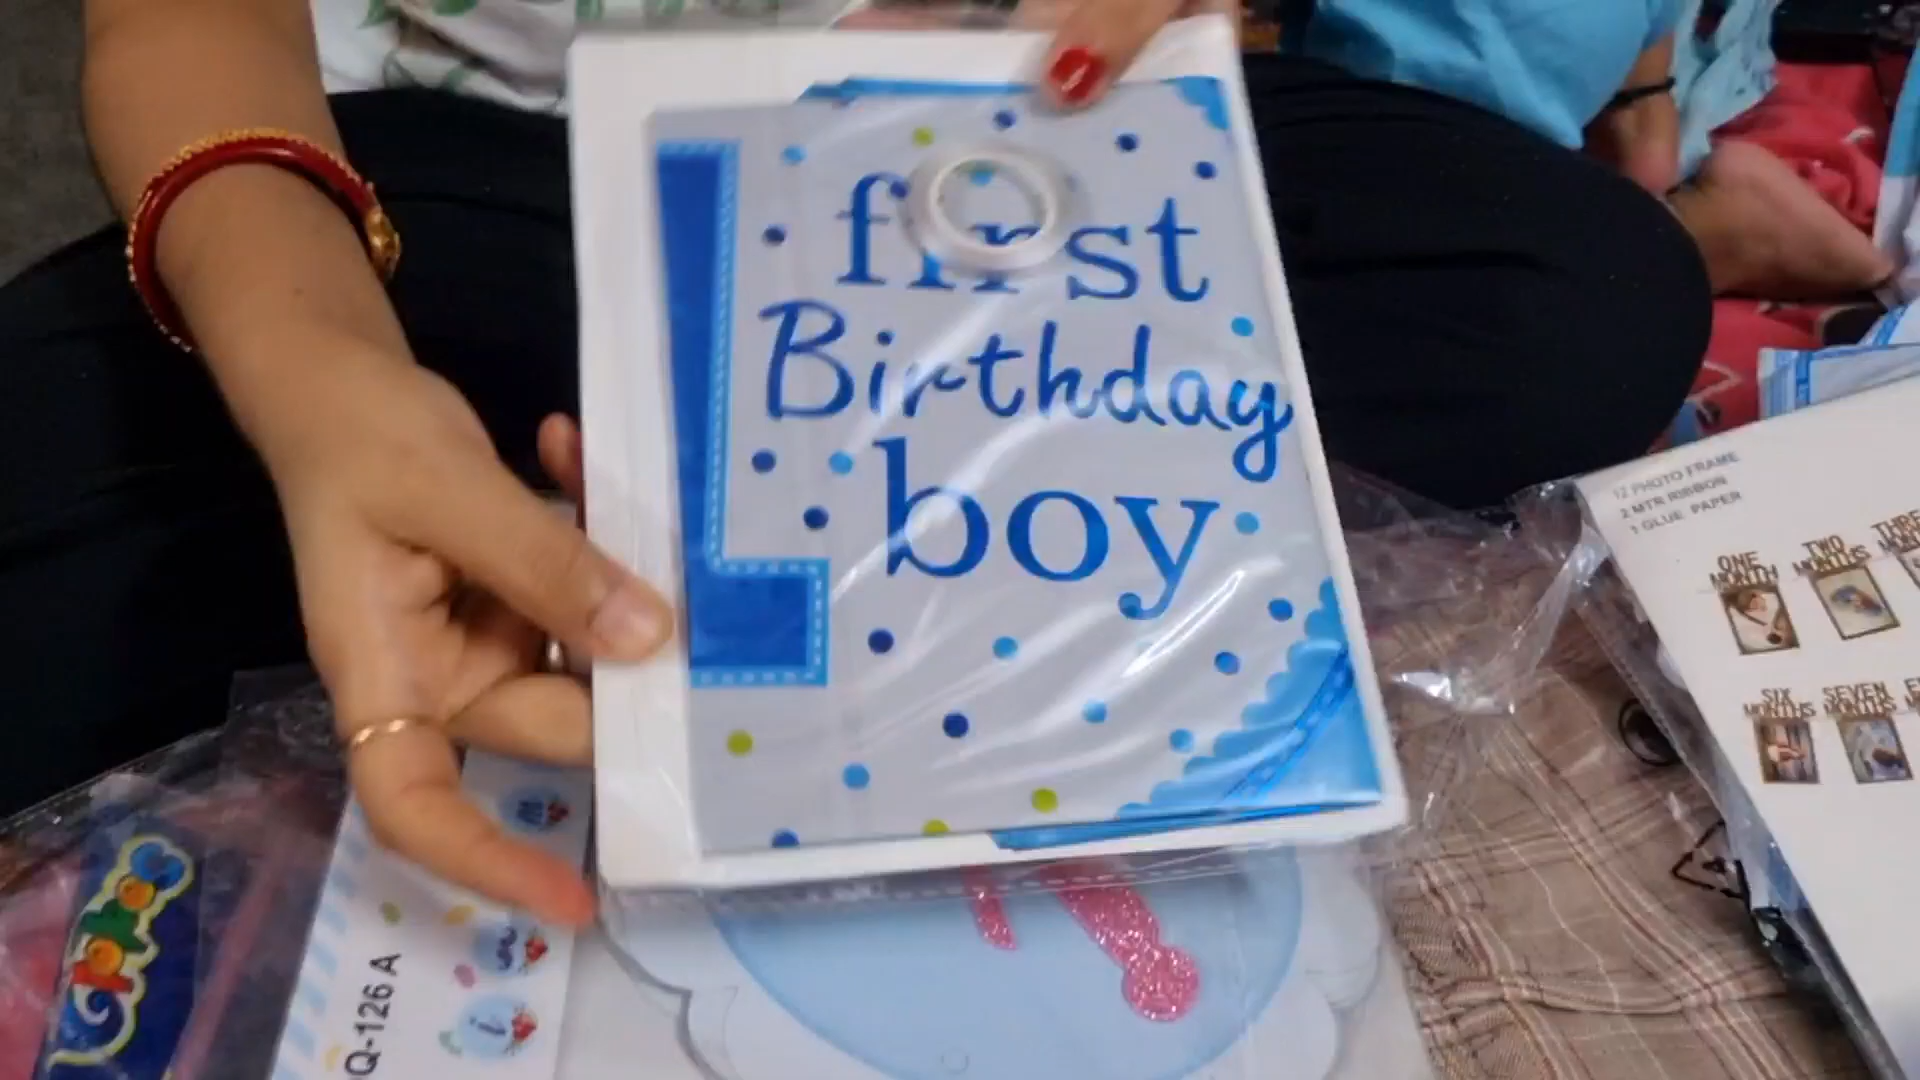 first
Birthday
boy
12 PHOTO FRAME
2 MTR RIBBON
1 GLUE PAPER
ONE
MONTH
TWO
MONTHS
SIX
MONTHS
SEVEN
MONTHS
Q-126 A
i